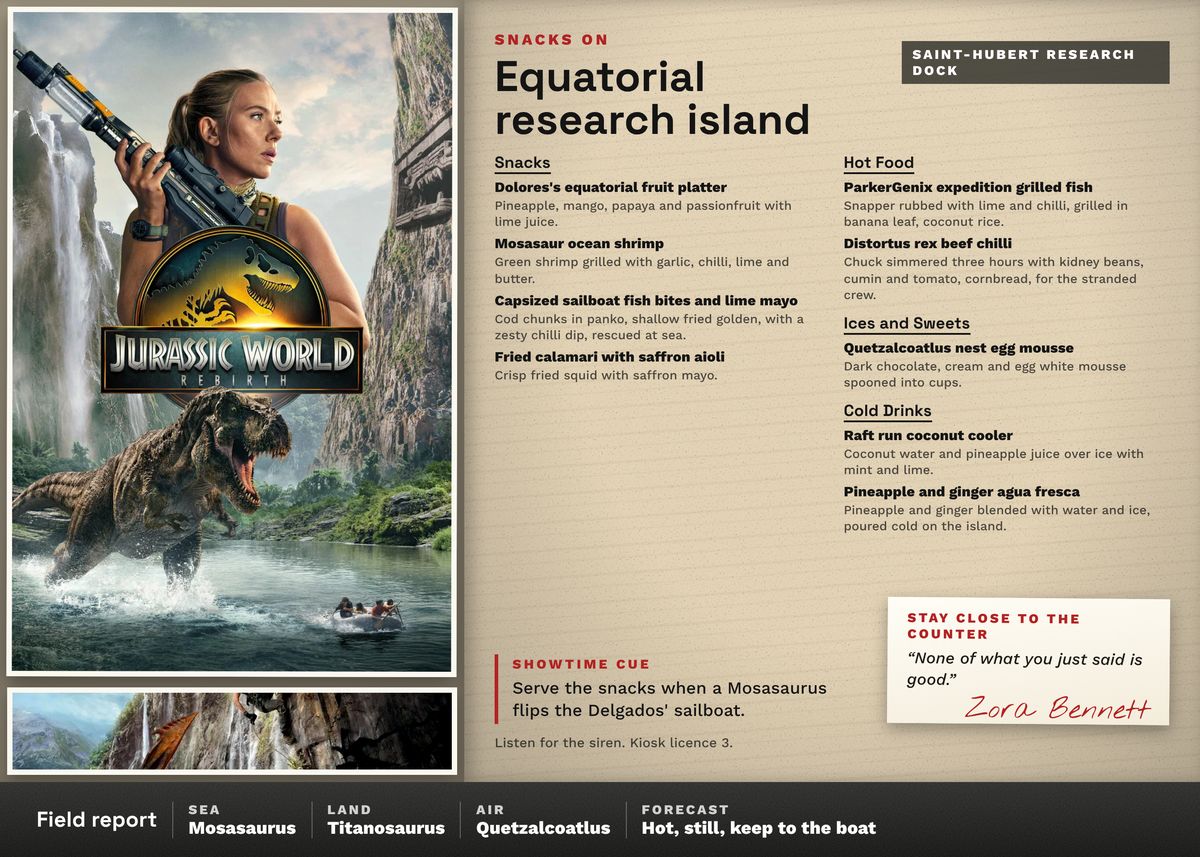 JURASSIC WORLD
REBIRTH
SNACKS ON
Equatorial
research island
SAINT-HUBERT RESEARCH
DOCK
Snacks
Dolores's equatorial fruit platter
Pineapple, mango, papaya and passionfruit with
lime juice.
Mosasaur ocean shrimp
Green shrimp grilled with garlic, chilli, lime and
butter.
Capsized sailboat fish bites and lime mayo
Cod chunks in panko, shallow fried golden, with a
zesty chilli dip, rescued at sea.
Fried calamari with saffron aioli
Crisp fried squid with saffron mayo.
Hot Food
ParkerGenix expedition grilled fish
Snapper rubbed with lime and chilli, grilled in
banana leaf, coconut rice.
Distortus rex beef chilli
Chuck simmered three hours with kidney beans,
cumin and tomato, cornbread, for the stranded
crew.
Ices and Sweets
Quetzalcoatlus nest egg mousse
Dark chocolate, cream and egg white mousse
spooned into cups.
Cold Drinks
Raft run coconut cooler
Coconut water and pineapple juice over ice with
mint and lime.
Pineapple and ginger agua fresca
Pineapple and ginger blended with water and ice,
poured cold on the island.
SHOWTIME CUE
Serve the snacks when a Mosasaurus
flips the Delgados' sailboat.
Listen for the siren. Kiosk licence 3.
STAY CLOSE TO THE
COUNTER
“None of what you just said is
good.”
Zora Bennett
Field report
SEA
Mosasaurus
LAND
Titanosaurus
AIR
Quetzalcoatlus
FORECAST
Hot, still, keep to the boat